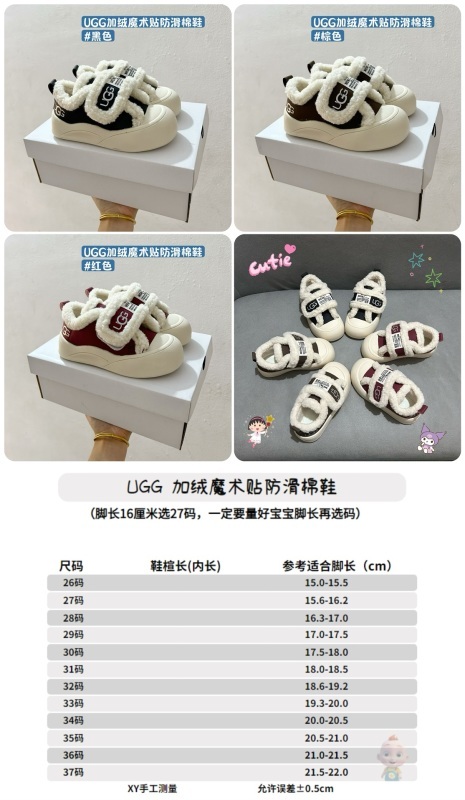 UGG加绒魔术贴防滑棉鞋
#黑色
UGG加绒魔术贴防滑棉鞋
#棕色
UGG
UGG
UGG
UGG
UGG加绒魔术贴防滑棉鞋
#红色
UGG
UGG
Cutie
UGG 加绒魔术贴防滑棉鞋
（脚长16厘米选27码，一定要量好宝宝脚长再选码）
尺码 鞋楦长(内长) 参考适合脚长（cm）
26码 15.0-15.5
27码 15.6-16.2
28码 16.3-17.0
29码 17.0-17.5
30码 17.5-18.0
31码 18.0-18.5
32码 18.6-19.2
33码 19.3-20.0
34码 20.0-20.5
35码 20.5-21.0
36码 21.0-21.5
37码 21.5-22.0
XY手工测量 允许误差±0.5cm